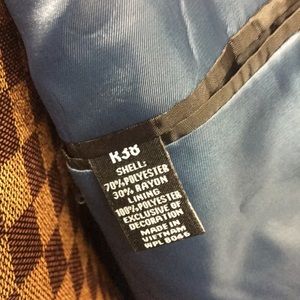 SHELL:
70% POLYESTER
30% RAYON
LINING
100% POLYESTER
EXCLUSIVE OF
DECORATION
MADE IN
VIETNAM